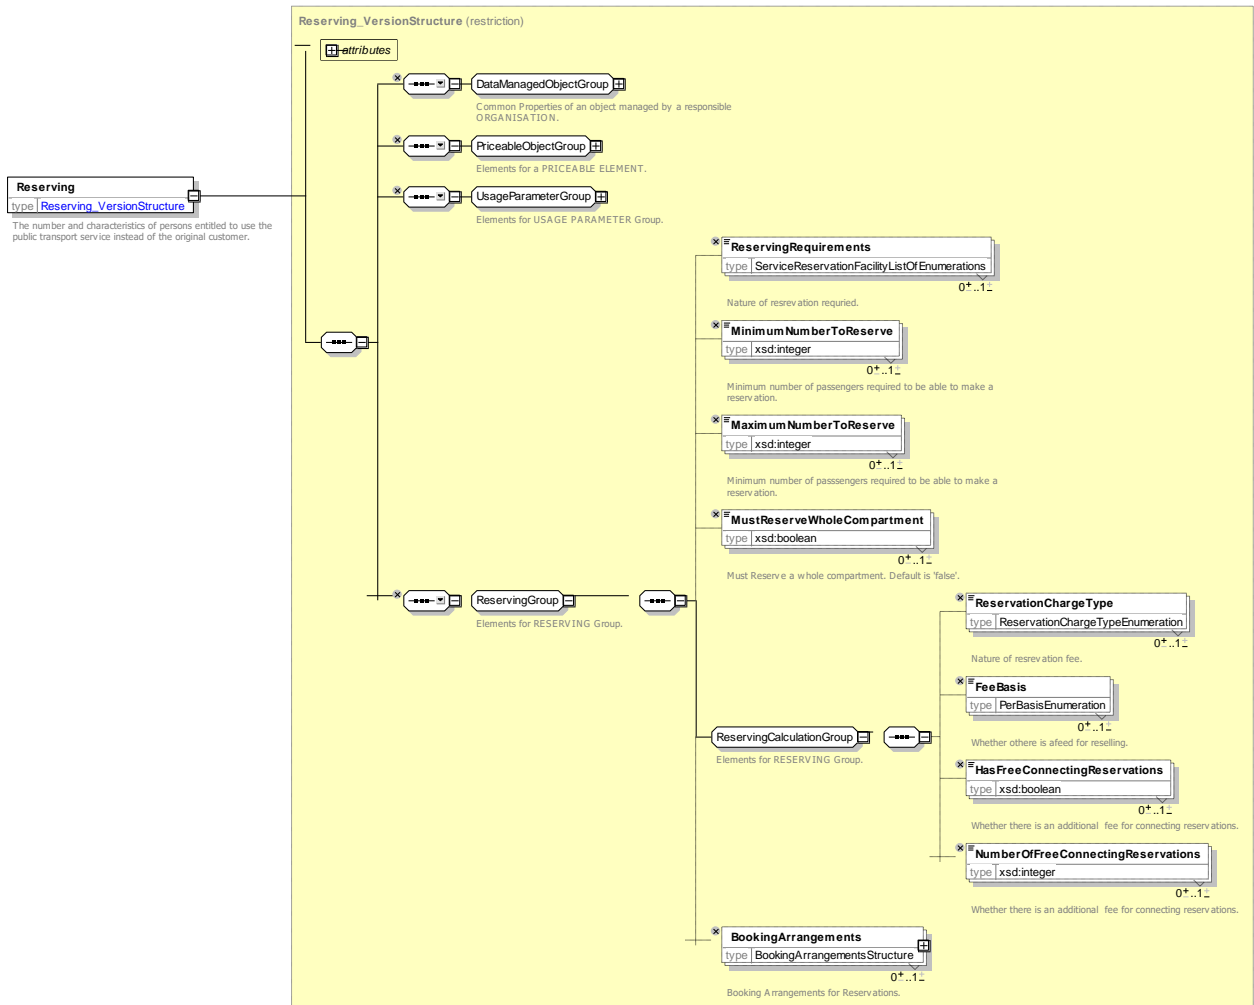 Reserving_VersionStructure (restriction)
attributes
DataManagedObjectGroup
Common Properties of an object managed by a responsible
ORGANISATION.
PriceableObjectGroup
Elements for a PRICEABLE ELEMENT.
Reserving
type Reserving_VersionStructure
The number and characteristics of persons entitled to use the
public transport service instead of the original customer.
UsageParameterGroup
Elements for USAGE PARAMETER Group.
ReservingRequirements
type ServiceReservationFacilityListOfEnumerations
0..1
Nature of resrevation requried.
MinimumNumberToReserve
type xsd:integer
0..1
Minimum number of passengers required to be able to make a
reservation.
MaximumNumberToReserve
type xsd:integer
0..1
Minimum number of passsengers required to be able to make a
reservation.
MustReserveWholeCompartment
type xsd:boolean
0..1
Must Reserve a whole compartment. Default is 'false'.
ReservingGroup
Elements for RESERVING Group.
ReservationChargeType
type ReservationChargeTypeEnumeration
0..1
Nature of resrevation fee.
FeeBasis
type PerBasisEnumeration
0..1
Whether othere is afeed for reselling.
ReservingCalculationGroup
Elements for RESERVING Group.
HasFreeConnectingReservations
type xsd:boolean
0..1
Whether there is an additional fee for connecting reservations.
NumberOfFreeConnectingReservations
type xsd:integer
0..1
Whether there is an additional fee for connecting reservations.
BookingArrangements
type BookingArrangementsStructure
0..1
Booking Arrangements for Reservations.